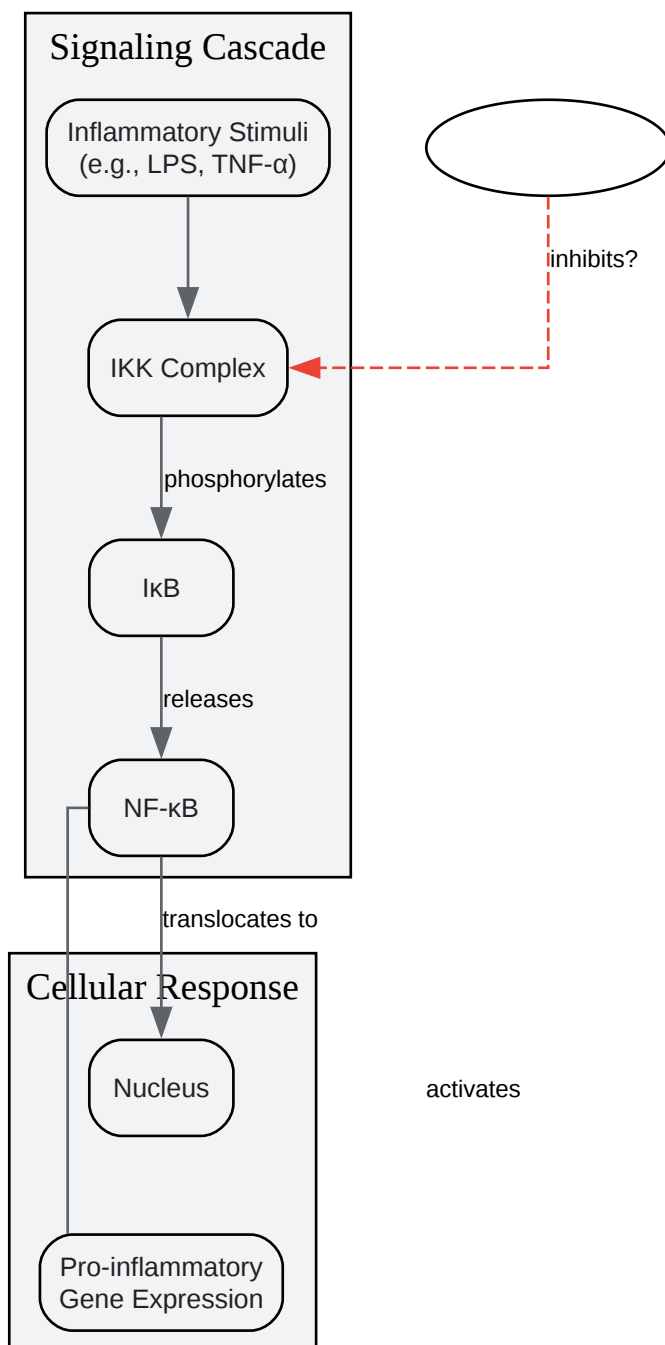 Signaling Cascade
Inflammatory Stimuli
(e.g., LPS, TNF-α)
inhibits?
IKK Complex
phosphorylates
IκB
releases
NF-κB
translocates to
Cellular Response
Nucleus
activates
Pro-inflammatory
Gene Expression